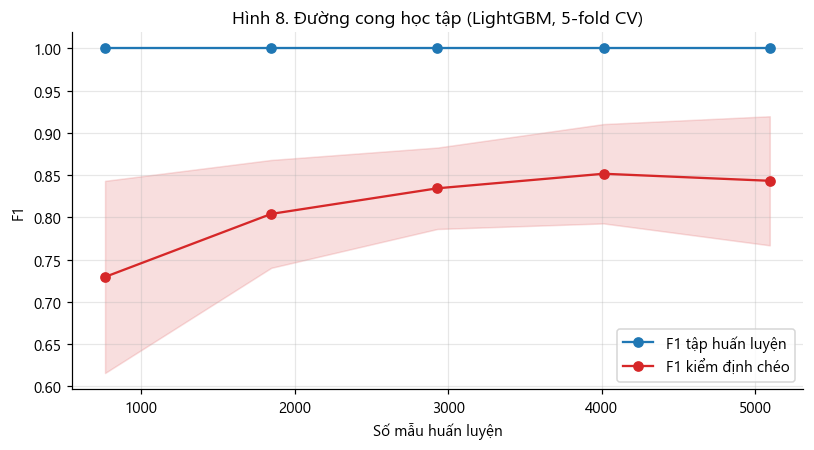 Hình 8. Đường cong học tập (LightGBM, 5-fold CV)
1.00
0.95
0.90
0.85
0.80
0.75
0.70
0.65
0.60
F1
F1 tập huấn luyện
F1 kiểm định chéo
1000
2000
3000
4000
5000
Số mẫu huấn luyện